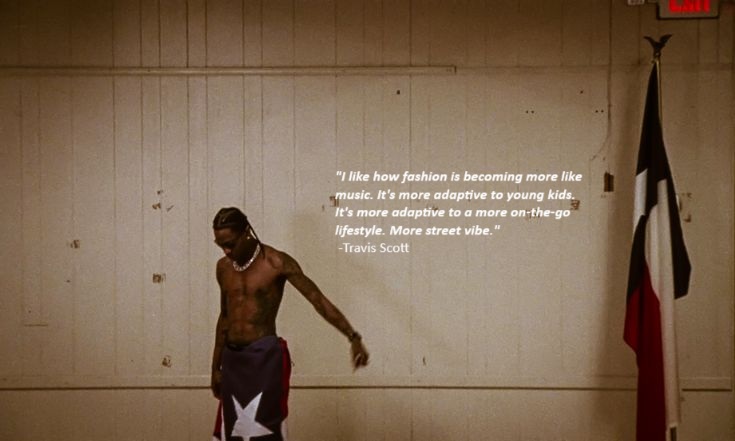 EXIT
"I like how fashion is becoming more like
music. It's more adaptive to young kids.
It's more adaptive to a more on-the-go
lifestyle. More street vibe."
-Travis Scott